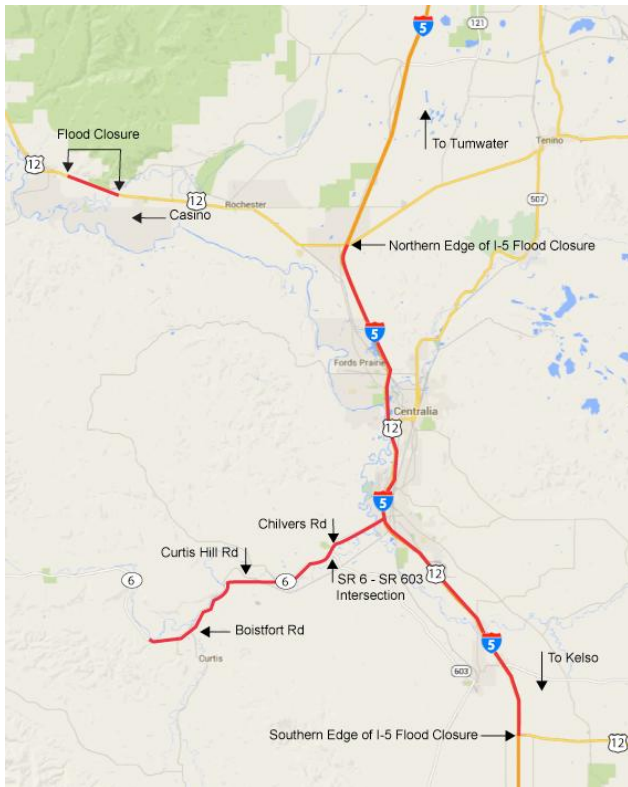 5
121
Flood Closure
To Tumwater
Tenino
12
12
Rochester
507
Casino
Northern Edge of I-5 Flood Closure
5
Fords Prairie
Centralia
12
5
Chilvers Rd
Curtis Hill Rd
12
6
6
SR 6 - SR 603
Intersection
Boistfort Rd
5
Curtis
603
To Kelso
Southern Edge of I-5 Flood Closure
12